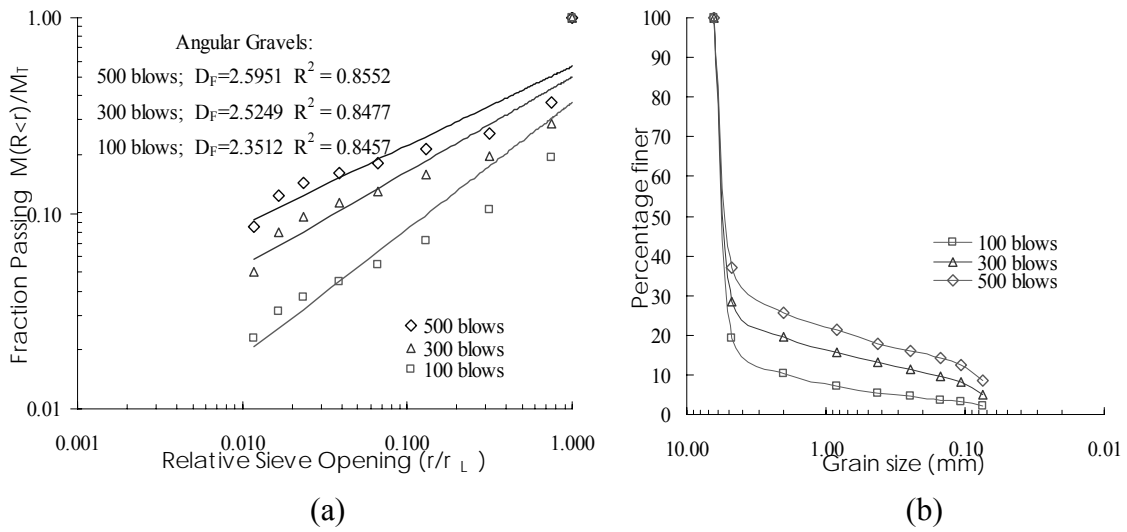 Fraction Passing M(R<r)/M_T
1.00
0.10
0.01
Angular Gravels:
500 blows; D_F=2.5951 R² = 0.8552
300 blows; D_F=2.5249 R² = 0.8477
100 blows; D_F=2.3512 R² = 0.8457
500 blows
300 blows
100 blows
0.001 0.010 0.100 1.000
Relative Sieve Opening (r/r_L)
(a)
Percentage finer
100
90
80
70
60
50
40
30
20
10
0
100 blows
300 blows
500 blows
10.00 1.00 0.10 0.01
Grain size (mm)
(b)